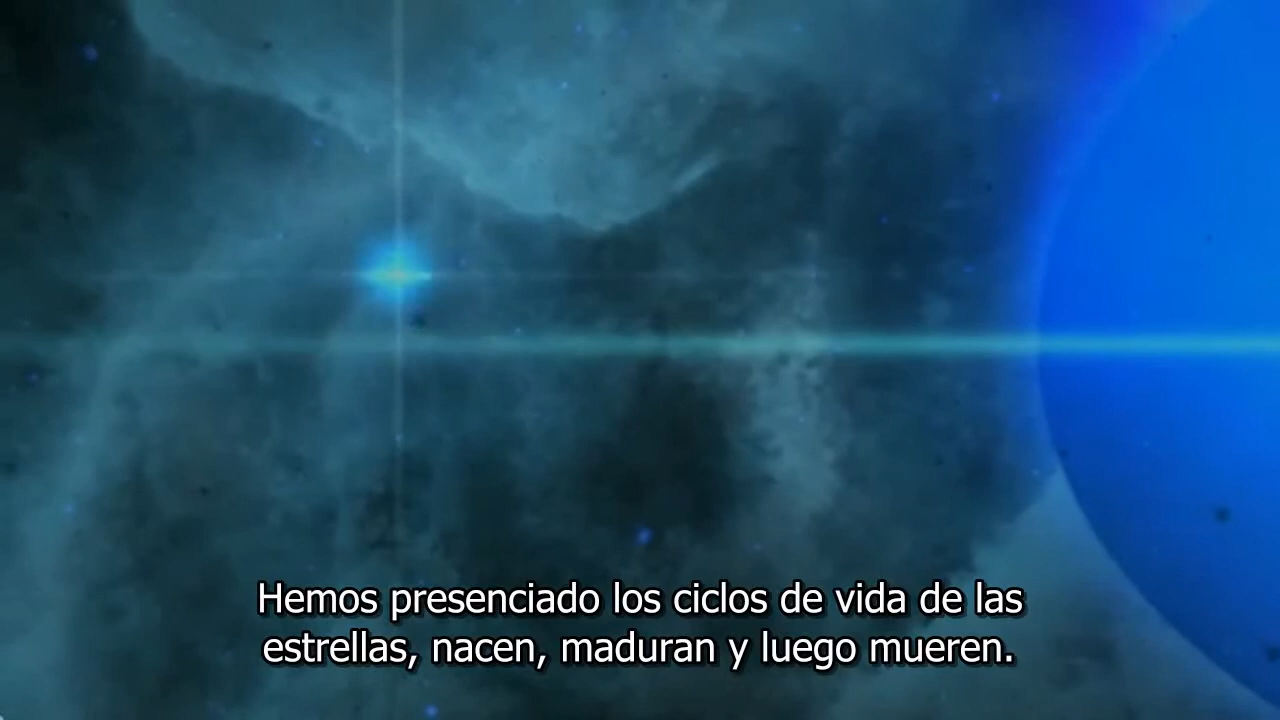 Hemos presenciado los ciclos de vida de las
estrellas, nacen, maduran y luego mueren.